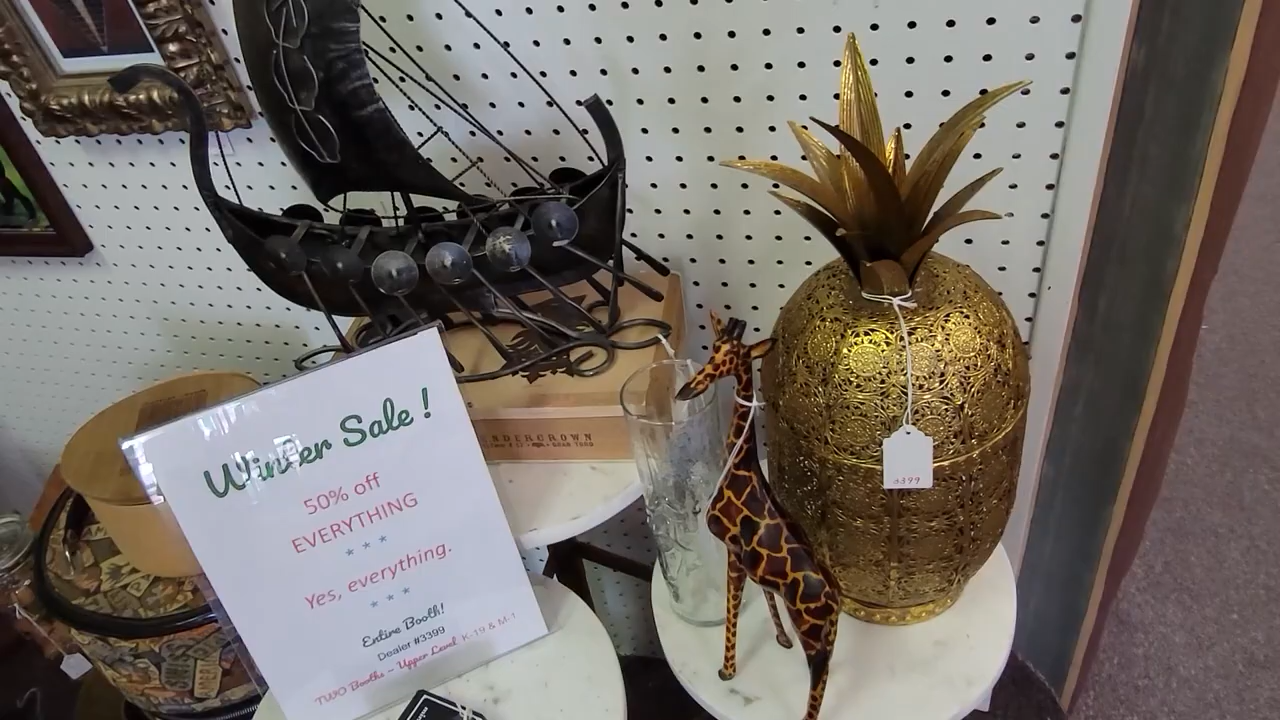 Winter Sale!
50% off
EVERYTHING
* * *
Yes, everything.
* * *
Entire Booth!
Dealer #3399
TWO Booths ~ Upper Level K-19 & M-1
3399